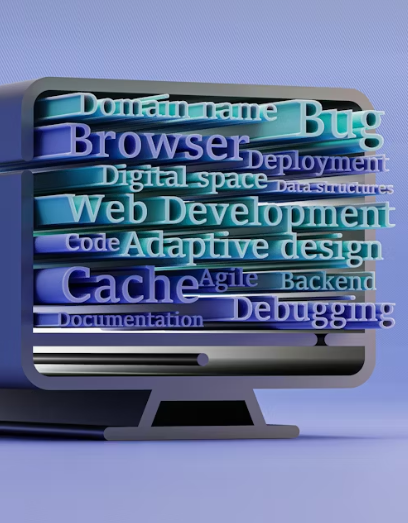 Domain name
Bug
Browser
Deployment
Digital space
Data structures
Web Development
Code
Adaptive design
Cache
Agile
Backend
Debugging
Documentation